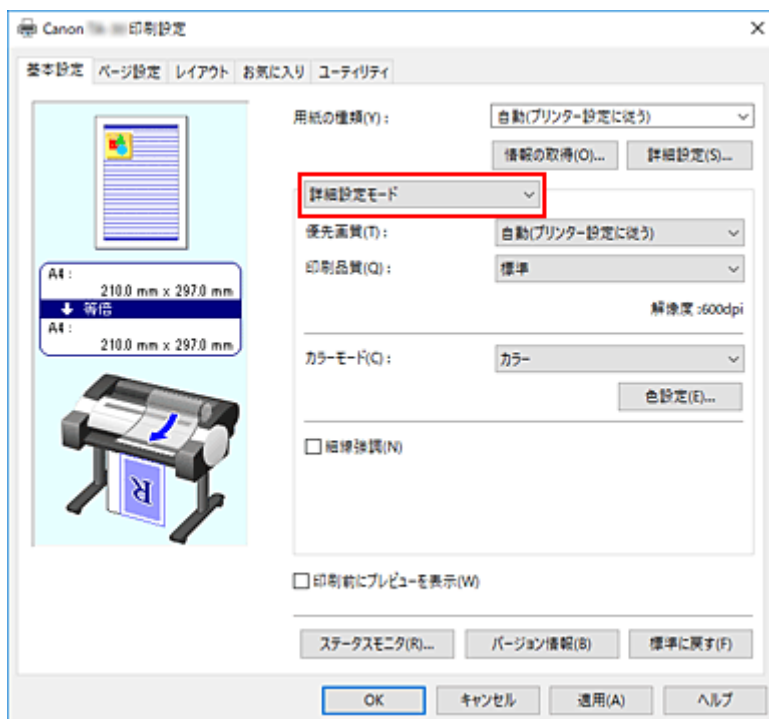 Canon 印刷設定
基本設定 ページ設定 レイアウト お気に入り ユーティリティ
用紙の種類(Y): 自動(プリンター設定に従う)
情報の取得(O)... 詳細設定(S)...
詳細設定モード
優先画質(T): 自動(プリンター設定に従う)
印刷品質(Q): 標準
解像度 :600dpi
カラーモード(C): カラー
色設定(E)...
細線強調(N)
A4 :
210.0 mm x 297.0 mm
等倍
A4 :
210.0 mm x 297.0 mm
R
印刷前にプレビューを表示(W)
ステータスモニタ(R)... バージョン情報(B) 標準に戻す(F)
OK キャンセル 適用(A) ヘルプ